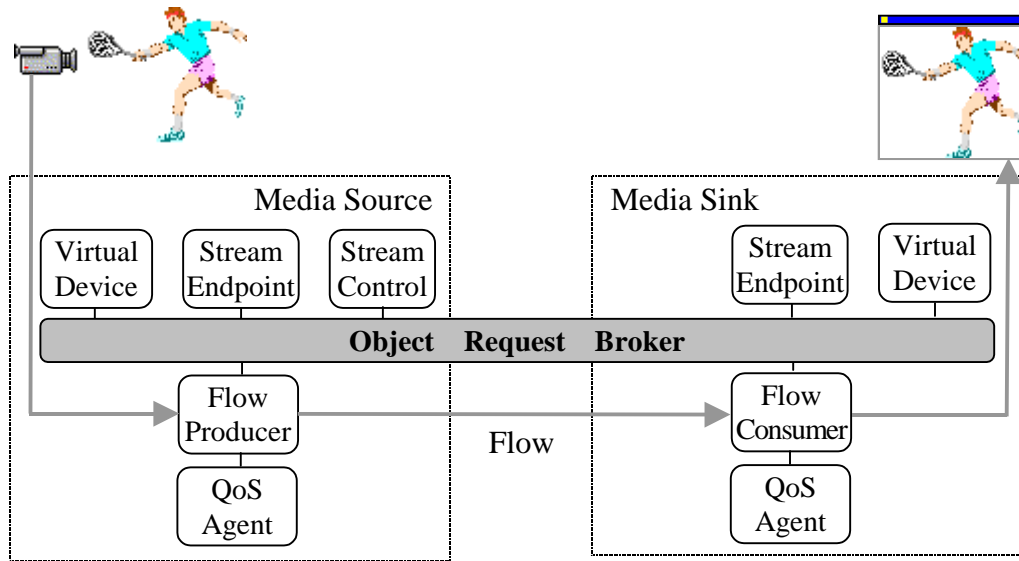 Media Source
Media Sink
Virtual
Device
Stream
Endpoint
Stream
Control
Stream
Endpoint
Virtual
Device
Object Request Broker
Flow
Producer
Flow
Flow
Consumer
QoS
Agent
QoS
Agent